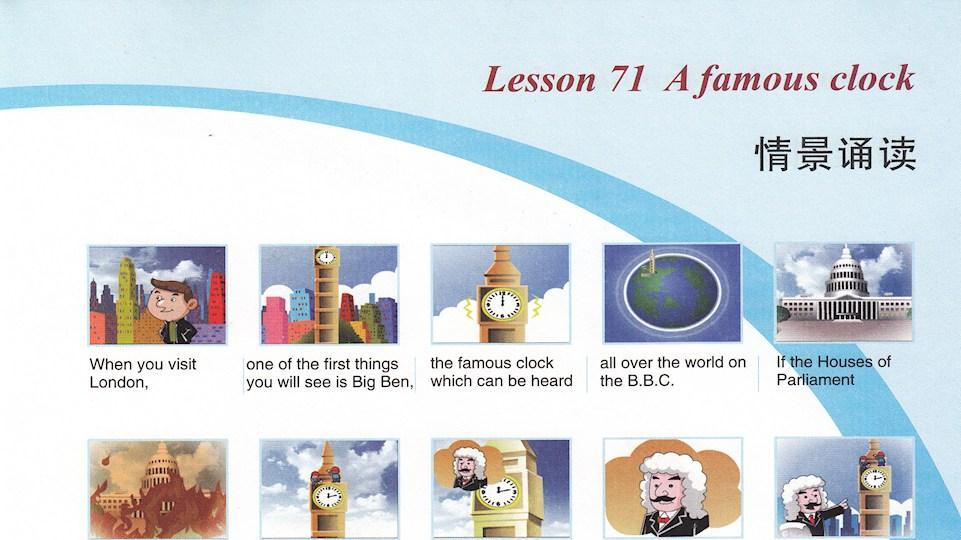 Lesson 71 A famous clock
情景诵读
When you visit
London,
one of the first things
you will see is Big Ben,
the famous clock
which can be heard
all over the world on
the B.B.C.
If the Houses of
Parliament